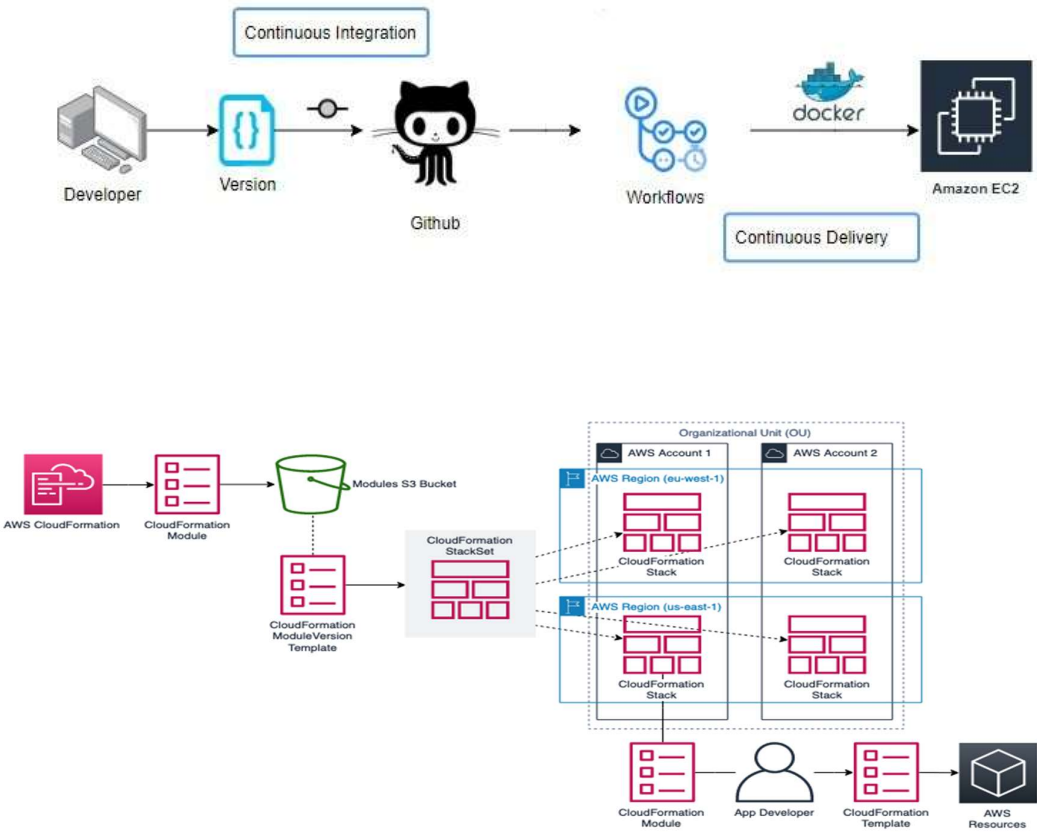 Continuous Integration
docker
Developer
Version
Github
Workflows
Amazon EC2
Continuous Delivery
Organizational Unit (OU)
AWS Account 1
AWS Account 2
AWS Region (eu-west-1)
AWS CloudFormation
CloudFormation
Module
Modules S3 Bucket
CloudFormation
StackSet
CloudFormation
Stack
CloudFormation
Stack
AWS Region (us-east-1)
CloudFormation
ModuleVersion
Template
CloudFormation
Stack
CloudFormation
Stack
CloudFormation
Module
App Developer
CloudFormation
Template
AWS
Resources